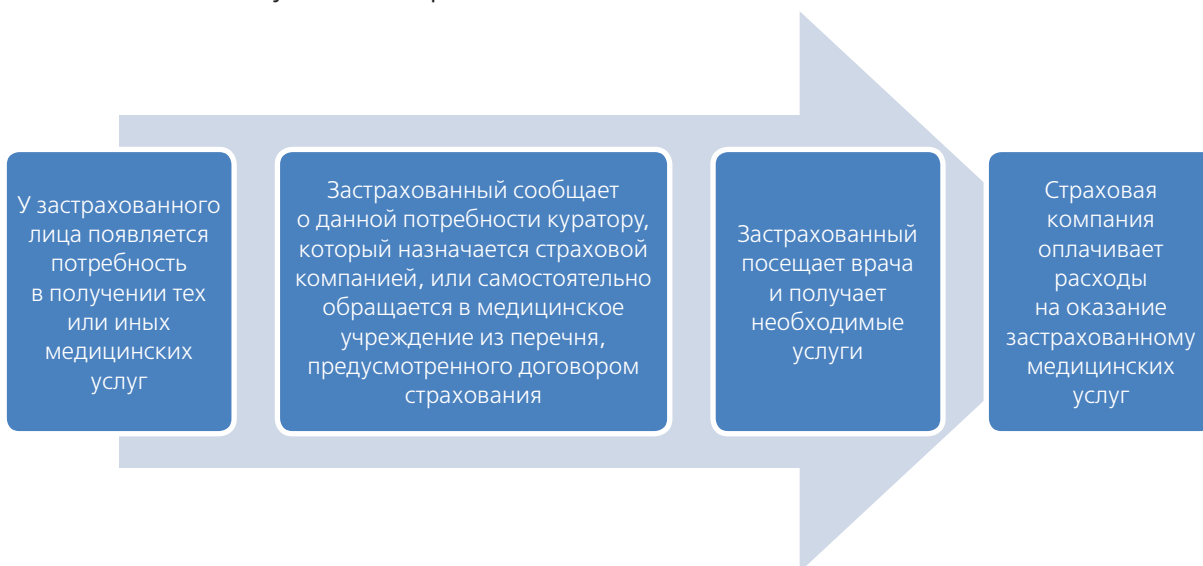 У застрахованного
лица появляется
потребность
в получении тех
или иных
медицинских
услуг
Застрахованный сообщает
о данной потребности куратору,
который назначается страховой
компанией, или самостоятельно
обращается в медицинское
учреждение из перечня,
предусмотренного договором
страхования
Застрахованный
посещает врача
и получает
необходимые
услуги
Страховая
компания
оплачивает
расходы
на оказание
застрахованному
медицинских
услуг